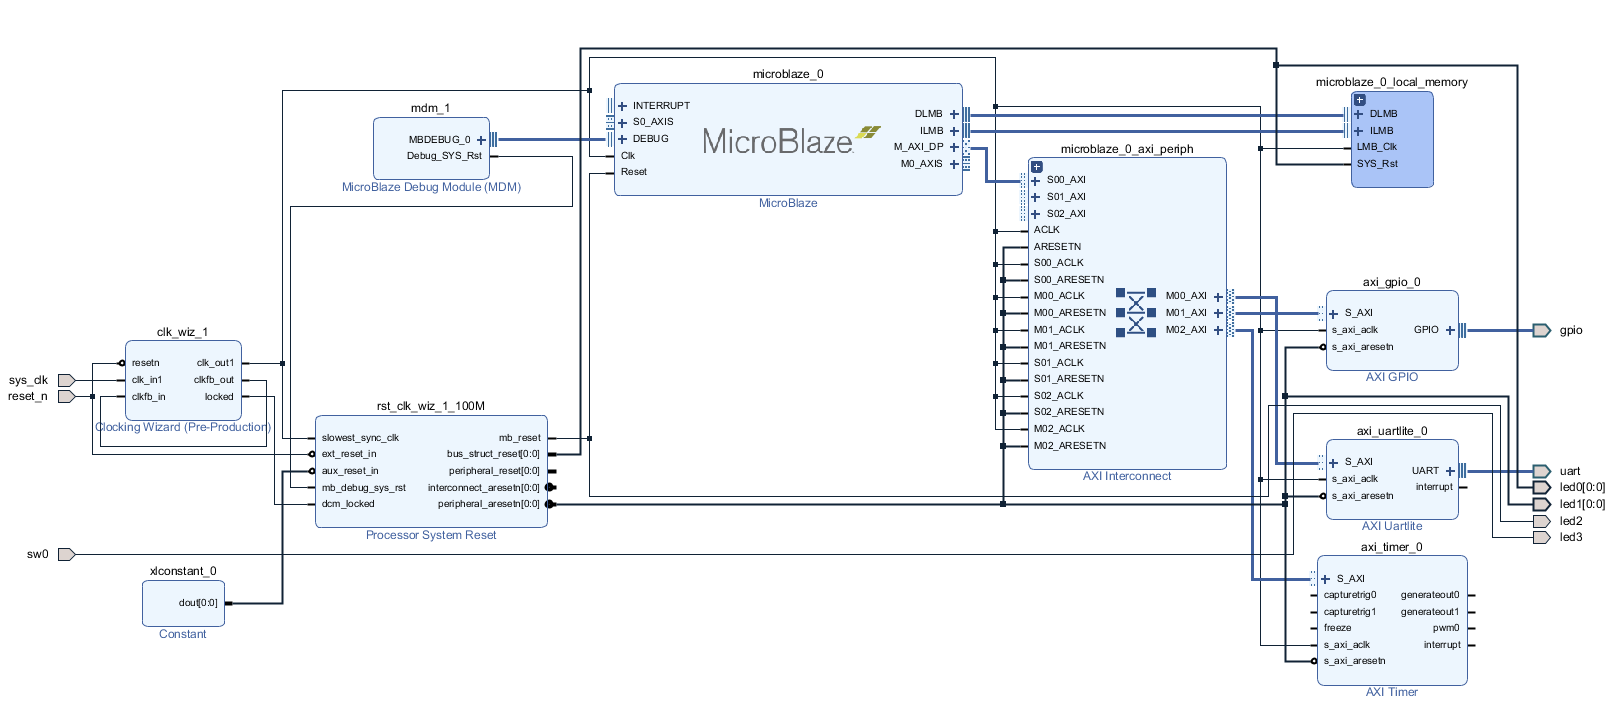 microblaze_0
INTERRUPT
S0_AXIS
DEBUG
Clk
Reset
MicroBlaze
DLMB
ILMB
M_AXI_DP
M0_AXIS
MicroBlaze
microblaze_0_local_memory
DLMB
ILMB
LMB_Clk
SYS_Rst
mdm_1
MBDEBUG_0
Debug_SYS_Rst
MicroBlaze Debug Module (MDM)
microblaze_0_axi_periph
S00_AXI
S01_AXI
S02_AXI
ACLK
ARESETN
S00_ACLK
S00_ARESETN
M00_ACLK
M00_ARESETN
M01_ACLK
M01_ARESETN
S01_ACLK
S01_ARESETN
S02_ACLK
S02_ARESETN
M02_ACLK
M02_ARESETN
M00_AXI
M01_AXI
M02_AXI
AXI Interconnect
axi_gpio_0
S_AXI
s_axi_aclk
s_axi_aresetn
GPIO
AXI GPIO
gpio
clk_wiz_1
resetn
clk_in1
clkfb_in
clk_out1
clkfb_out
locked
Clocking Wizard (Pre-Production)
sys_clk
reset_n
rst_clk_wiz_1_100M
slowest_sync_clk
ext_reset_in
aux_reset_in
mb_debug_sys_rst
dcm_locked
mb_reset
bus_struct_reset[0:0]
peripheral_reset[0:0]
interconnect_aresetn[0:0]
peripheral_aresetn[0:0]
Processor System Reset
axi_uartlite_0
S_AXI
s_axi_aclk
s_axi_aresetn
UART
interrupt
AXI Uartlite
uart
led0[0:0]
led1[0:0]
led2
led3
sw0
xlconstant_0
dout[0:0]
Constant
axi_timer_0
S_AXI
capturetrig0
capturetrig1
freeze
s_axi_aclk
s_axi_aresetn
generateout0
generateout1
pwm0
interrupt
AXI Timer